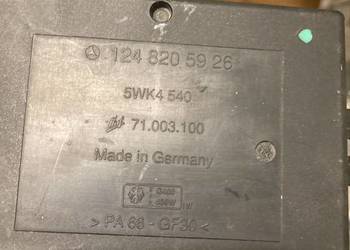 124 820 59 26
5WK4 540
71.003.100
Made in Germany
> PA 66 - GF30 <